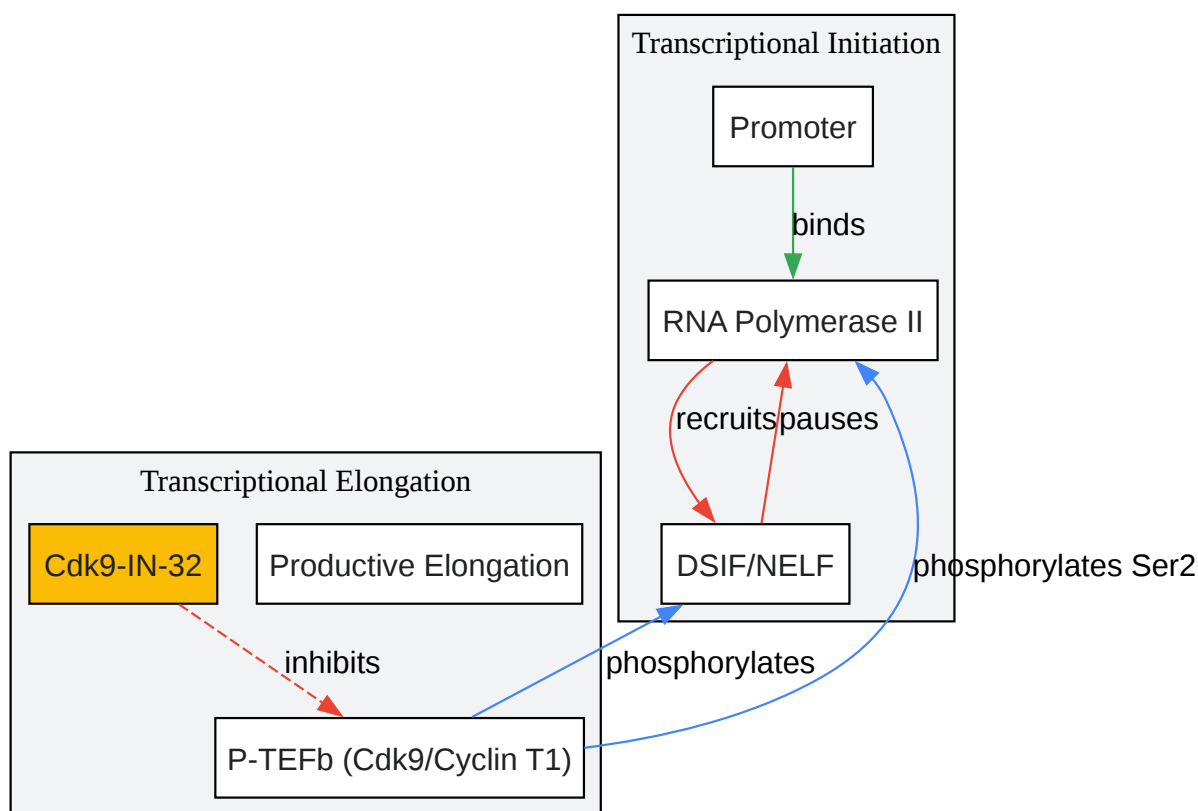 Transcriptional Initiation
Promoter
binds
RNA Polymerase II
recruits
pauses
Transcriptional Elongation
Cdk9-IN-32
Productive Elongation
DSIF/NELF
phosphorylates Ser2
inhibits
phosphorylates
P-TEFb (Cdk9/Cyclin T1)